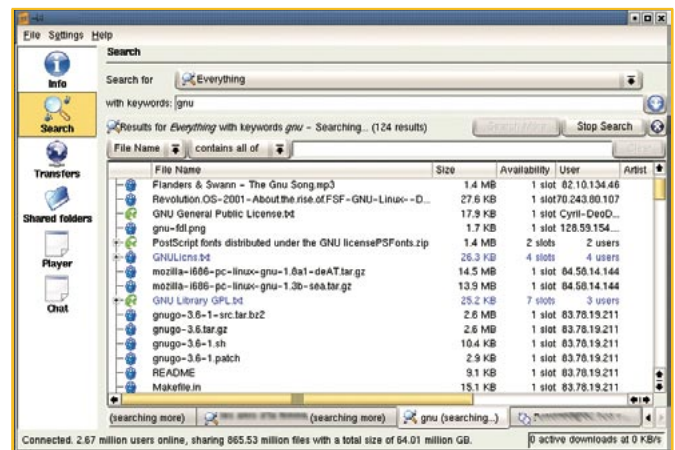 File Settings Help
Search
Info
Search
Transfers
Shared folders
Player
Chat
Search for Everything
with keywords: gnu
Results for Everything with keywords gnu - Searching... (124 results) Stop Search
File Name contains all of
File Name Size Availability User Artist
Flanders & Swann - The Gnu Song.mp3 1.4 MB 1 slot 82.10.134.46
Revolution.OS-2001-About.the.rise.of.FSF-GNU-Linux--D... 27.6 KB 1 slot 70.243.80.107
GNU General Public License.txt 17.9 KB 1 slot Cyril-DeoD...
gnu-fdl.png 1.7 KB 1 slot 128.59.154....
PostScript fonts distributed under the GNU licensePSFonts.zip 1.4 MB 2 slots 2 users
GNULicns.txt 26.3 KB 4 slots 4 users
mozilla-i686-pc-linux-gnu-1.8a1-deAT.tar.gz 14.5 MB 1 slot 84.58.14.144
mozilla-i686-pc-linux-gnu-1.3b-sea.tar.gz 13.9 MB 1 slot 84.58.14.144
GNU Library GPL.txt 25.2 KB 7 slots 3 users
gnugo-3.6-1-src.tar.bz2 2.6 MB 1 slot 83.78.19.211
gnugo-3.6.tar.gz 2.6 MB 1 slot 83.78.19.211
gnugo-3.6-1.sh 10.4 KB 1 slot 83.78.19.211
gnugo-3.6-1.patch 2.9 KB 1 slot 83.78.19.211
README 9.1 KB 1 slot 83.78.19.211
Makefile.in 15.1 KB 1 slot 83.78.19.211
(searching more) (searching more) gnu (searching...)
Connected. 2.67 million users online, sharing 865.53 million files with a total size of 64.01 million GB. 0 active downloads at 0 KB/s